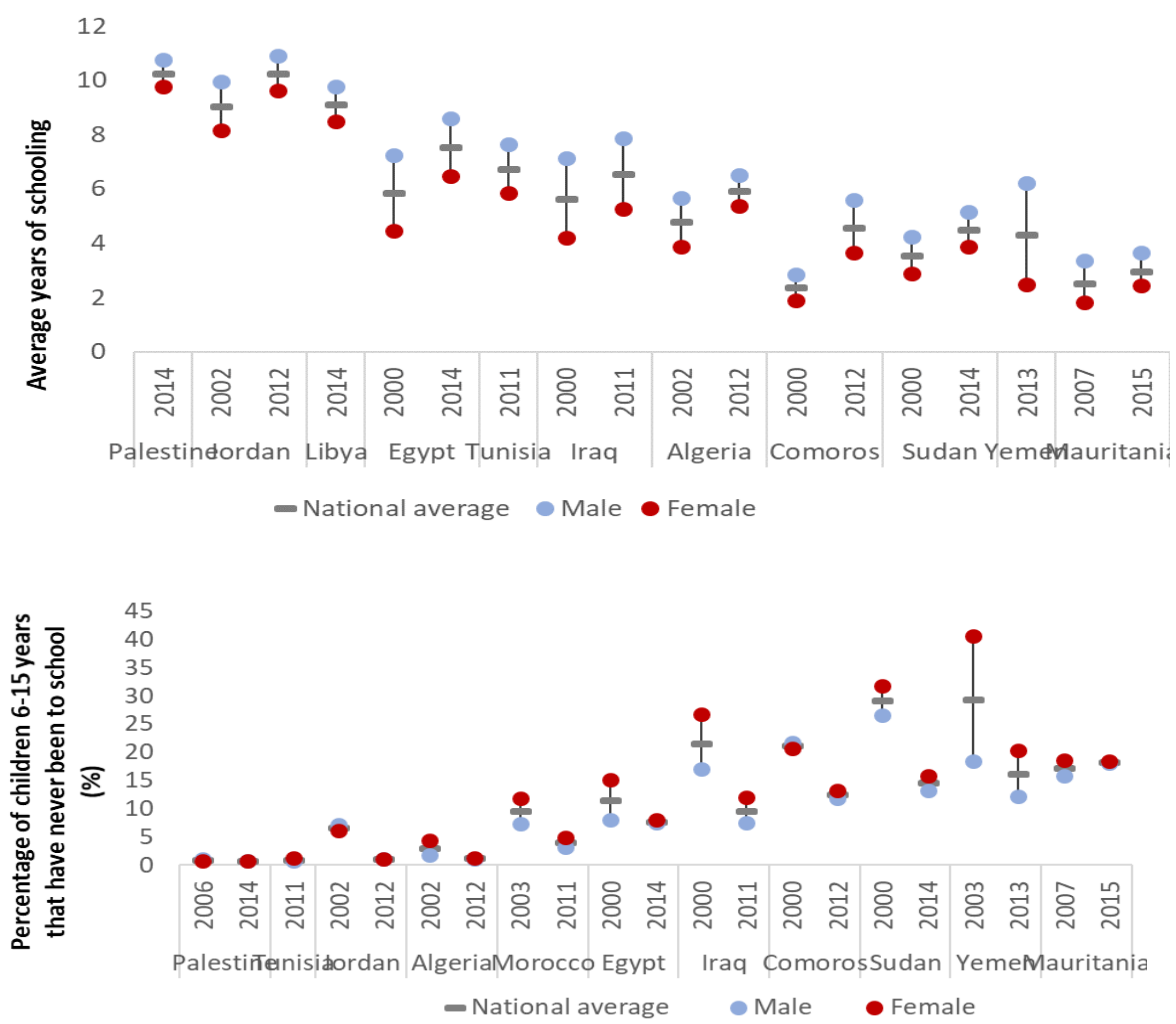 Average years of schooling
12
10
8
6
4
2
0
2014 2002 2012 2014 2000 2014 2011 2000 2011 2002 2012 2000 2012 2000 2014 2013 2007 2015
Palestine Jordan Libya Egypt Tunisia Iraq Algeria Comoros Sudan Yemen Mauritania
National average Male Female
Percentage of children 6-15 years
that have never been to school
(%)
45
40
35
30
25
20
15
10
5
0
2006 2014 2011 2002 2012 2002 2012 2003 2011 2000 2014 2000 2011 2000 2012 2000 2014 2003 2013 2007 2015
Palestine Tunisia Jordan Algeria Morocco Egypt Iraq Comoros Sudan Yemen Mauritania
National average Male Female